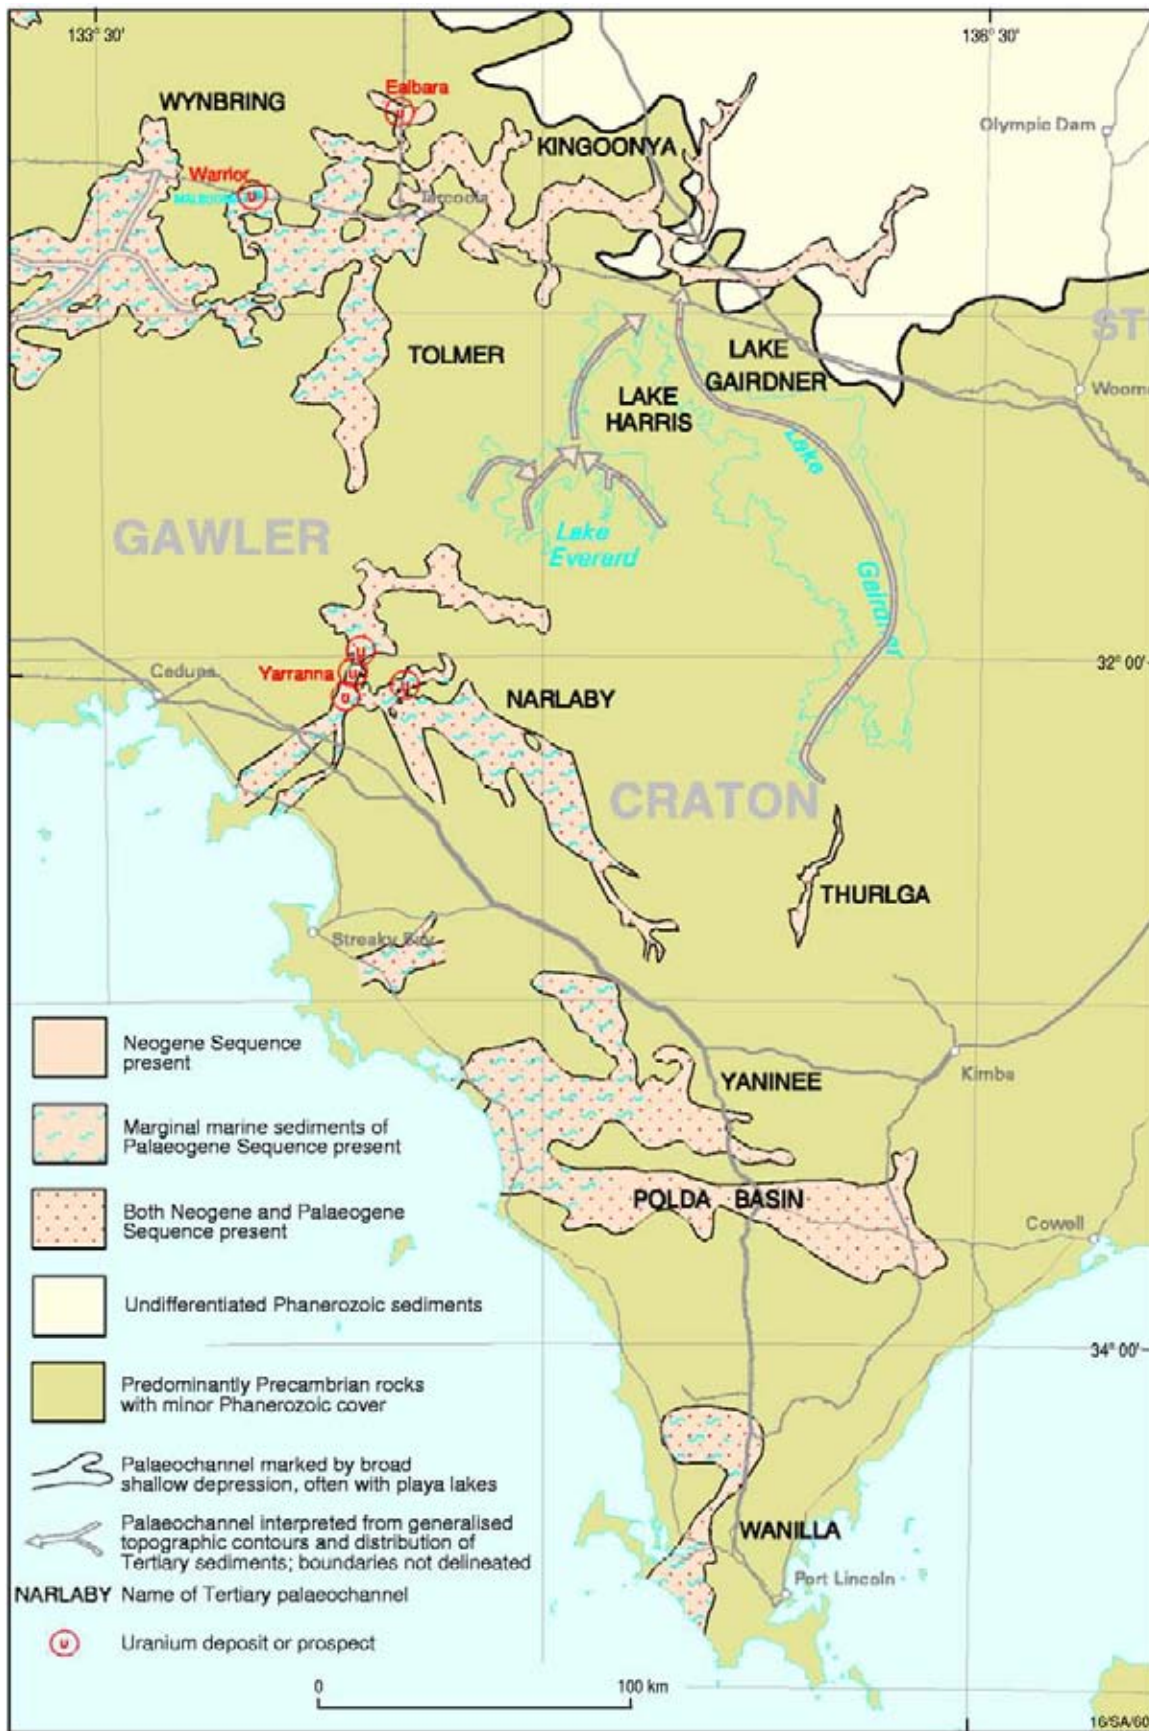 133° 30'
136° 30'
Ealbara
WYNBRING
Olympic Dam
KINGOONYA
Warrior
U
U
Tarcoola
ST
TOLMER
LAKE
GAIRDNER
LAKE
HARRIS
Woom
Lake
GAWLER
Lake
Everard
Gairdner
U
32° 00'
Ceduna
Yarranna
U
U
U
NARLABY
CRATON
THURLGA
Streaky Bay
Neogene Sequence
present
Kimba
YANINEE
Marginal marine sediments of
Palaeogene Sequence present
Both Neogene and Palaeogene
Sequence present
POLDA BASIN
Cowell
Undifferentiated Phanerozoic sediments
34° 00'
Predominantly Precambrian rocks
with minor Phanerozoic cover
Palaeochannel marked by broad
shallow depression, often with playa lakes
Palaeochannel interpreted from generalised
topographic contours and distribution of
Tertiary sediments; boundaries not delineated
WANILLA
Port Lincoln
NARLABY Name of Tertiary palaeochannel
U Uranium deposit or prospect
0 100 km
16/SA/60